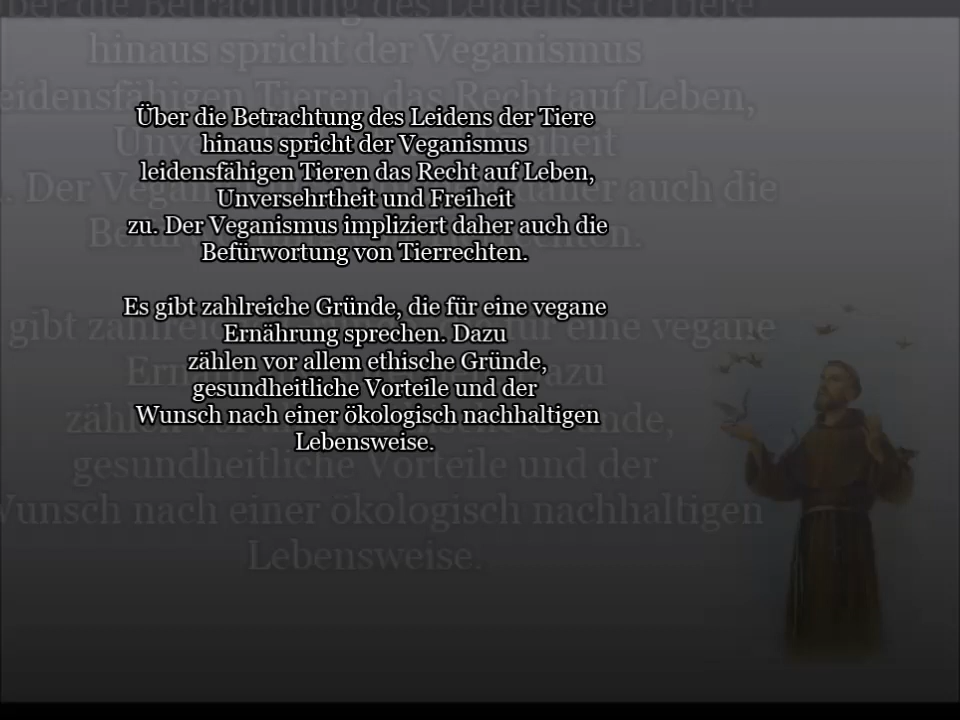 Über die Betrachtung des Leidens der Tiere
hinaus spricht der Veganismus
leidensfähigen Tieren das Recht auf Leben,
Unversehrtheit und Freiheit
zu. Der Veganismus impliziert daher auch die
Befürwortung von Tierrechten.
Es gibt zahlreiche Gründe, die für eine vegane
Ernährung sprechen. Dazu
zählen vor allem ethische Gründe,
gesundheitliche Vorteile und der
Wunsch nach einer ökologisch nachhaltigen
Lebensweise.